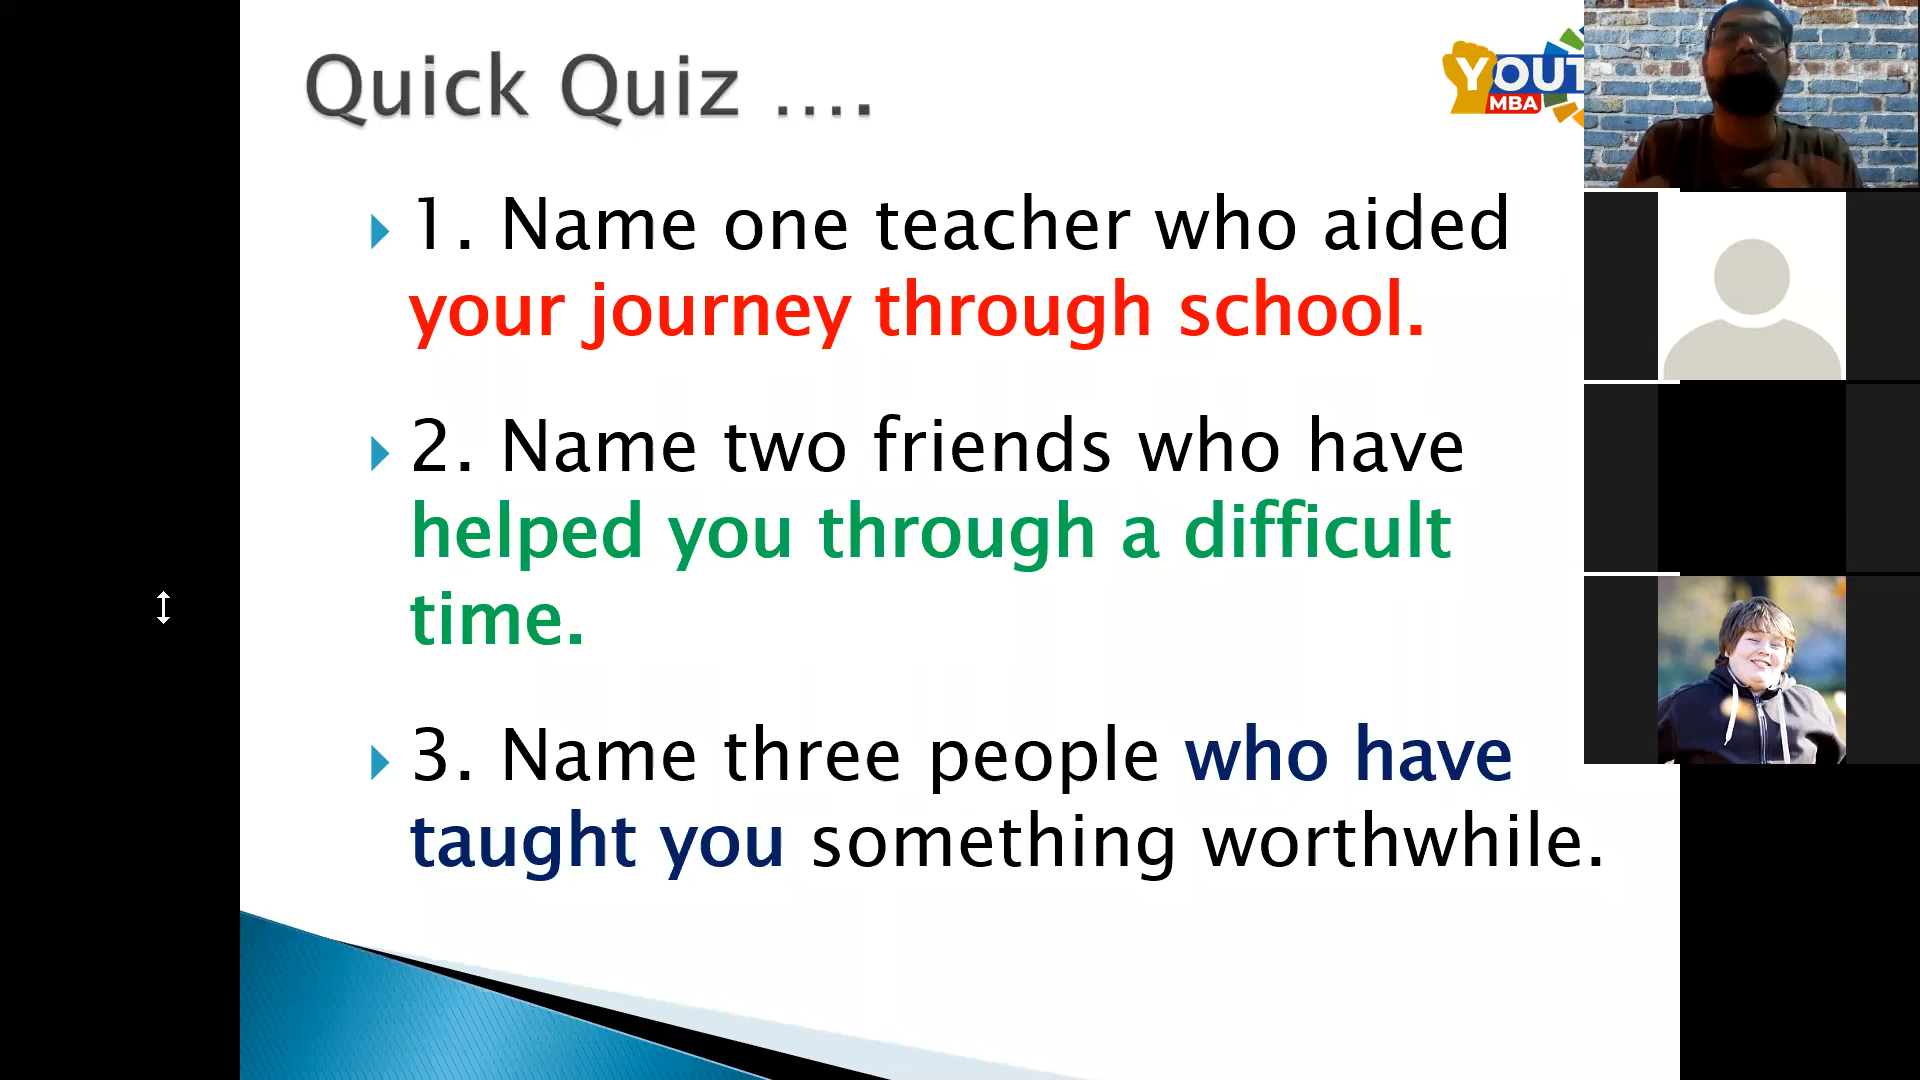 Quick Quiz ....
YOUT
MBA
1. Name one teacher who aided
your journey through school.
2. Name two friends who have
helped you through a difficult
time.
3. Name three people who have
taught you something worthwhile.